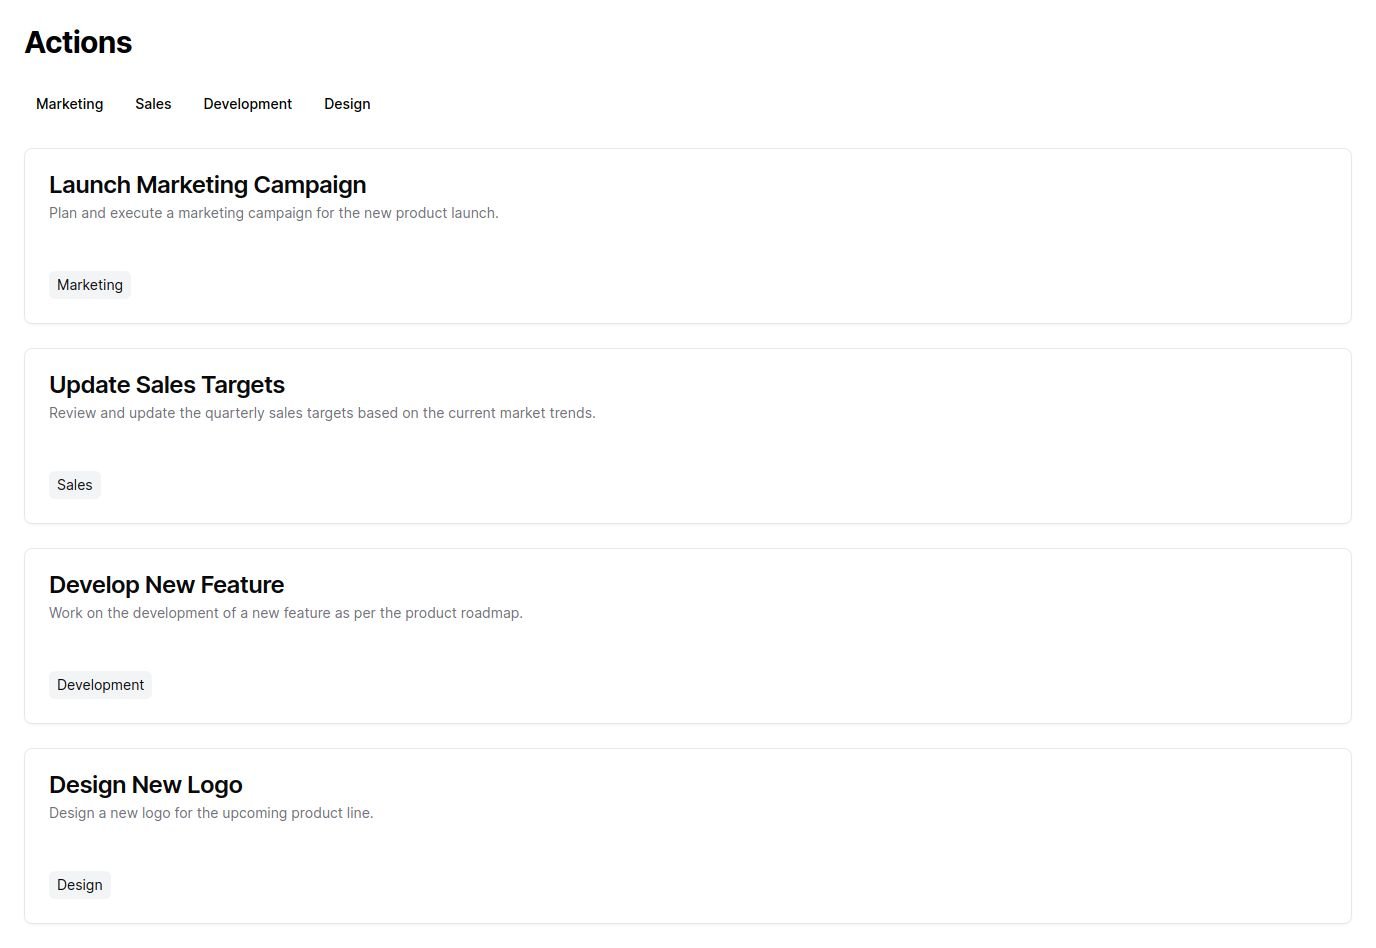 Actions
Marketing Sales Development Design
Launch Marketing Campaign
Plan and execute a marketing campaign for the new product launch.
Marketing
Update Sales Targets
Review and update the quarterly sales targets based on the current market trends.
Sales
Develop New Feature
Work on the development of a new feature as per the product roadmap.
Development
Design New Logo
Design a new logo for the upcoming product line.
Design